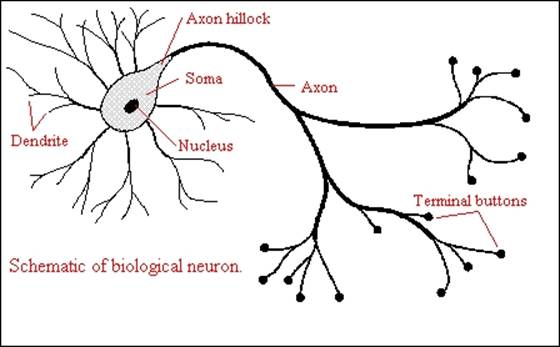 Axon hillock
Soma
Axon
Dendrite
Nucleus
Terminal buttons
Schematic of biological neuron.